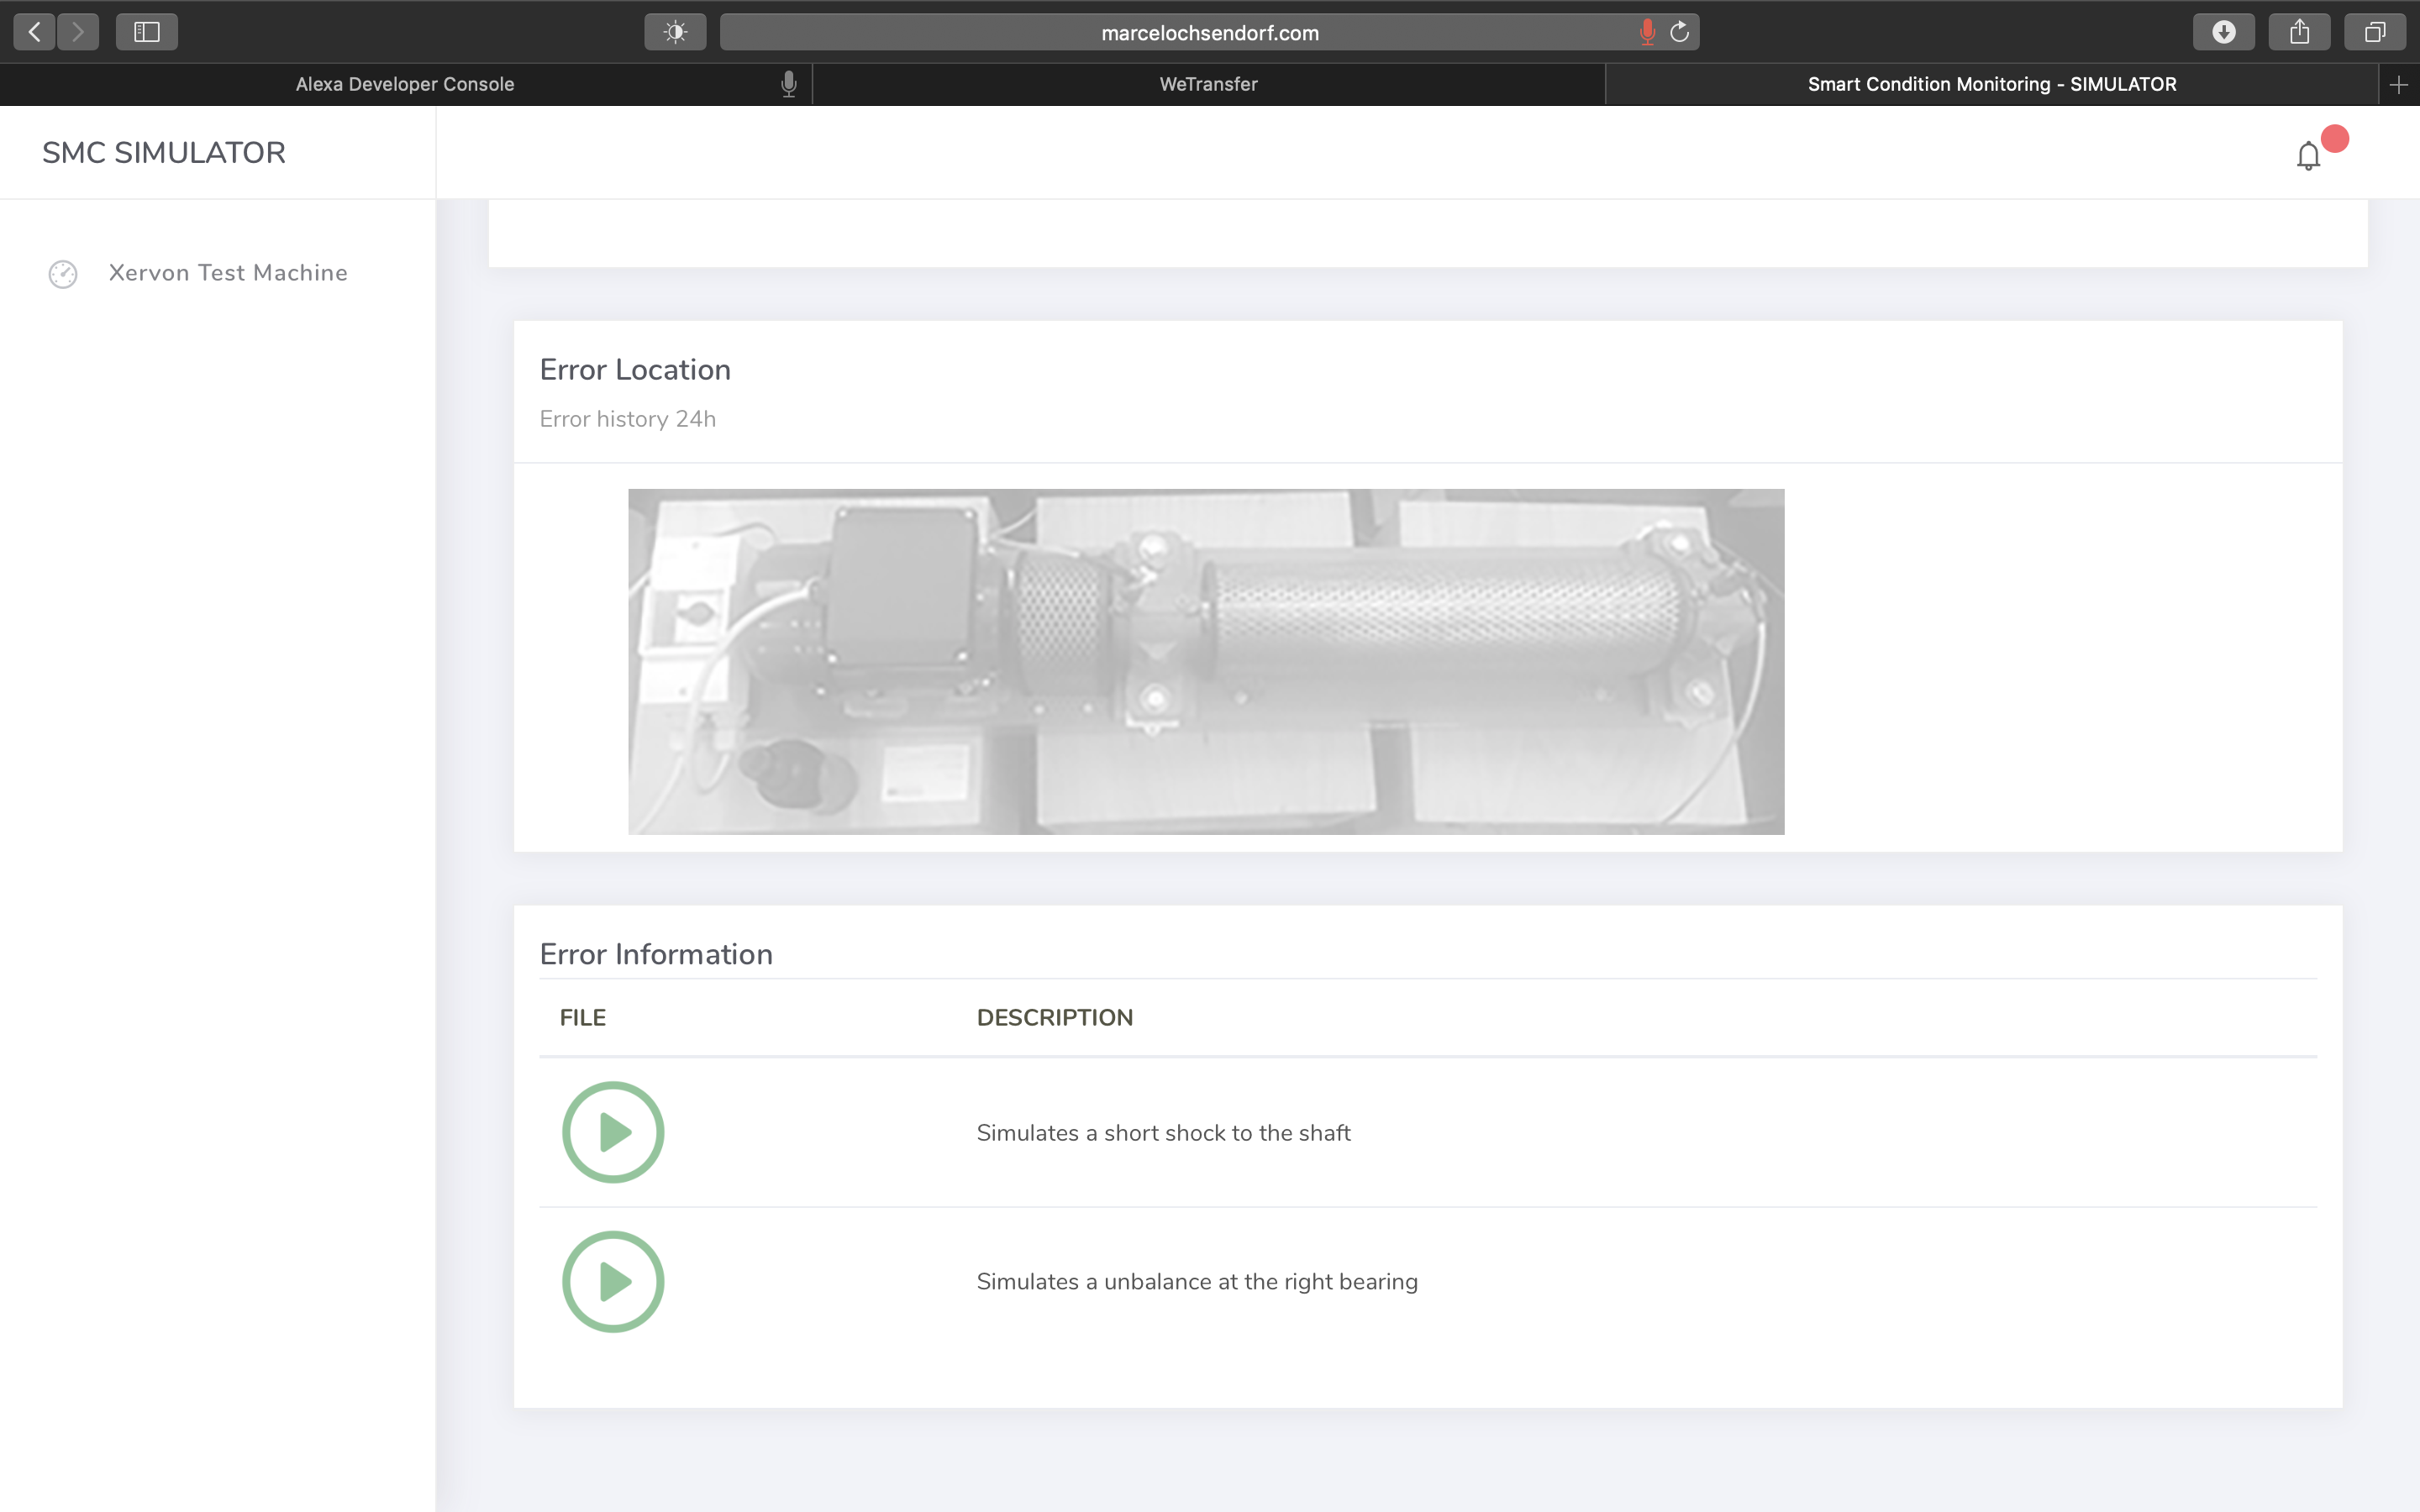 marcelochsendorf.com
Alexa Developer Console
WeTransfer
Smart Condition Monitoring - SIMULATOR
SMC SIMULATOR
Xervon Test Machine
Error Location
Error history 24h
Error Information
FILE
DESCRIPTION
Simulates a short shock to the shaft
Simulates a unbalance at the right bearing